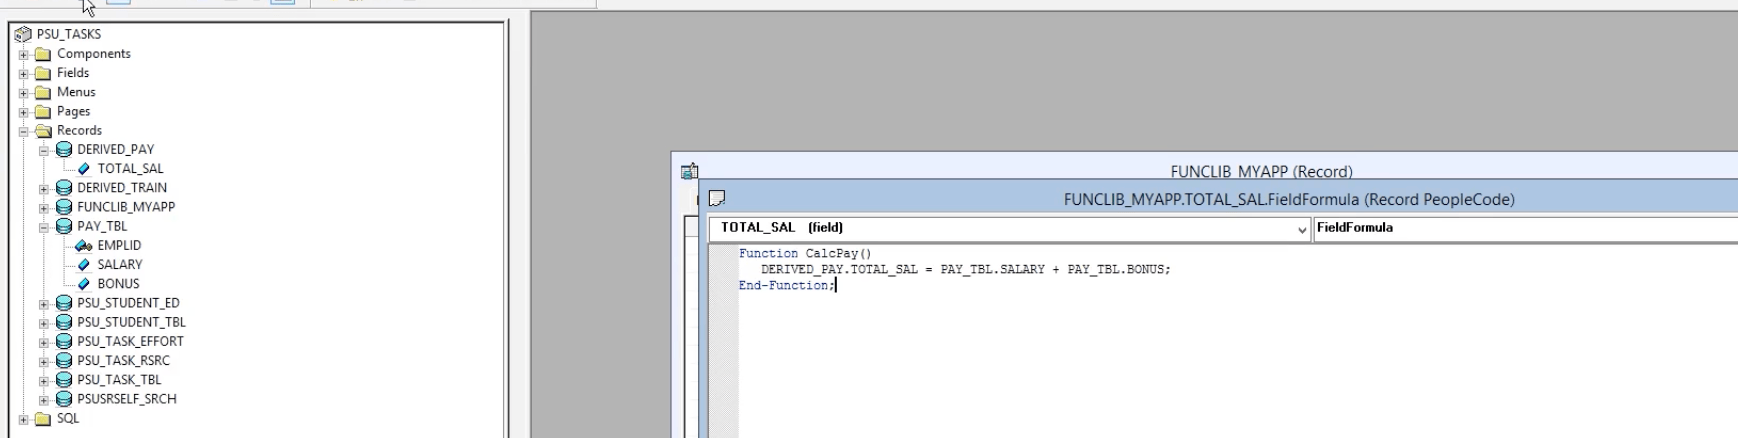 PSU_TASKS
Components
Fields
Menus
Pages
Records
DERIVED_PAY
TOTAL_SAL
DERIVED_TRAIN
FUNCLIB_MYAPP
PAY_TBL
EMPLID
SALARY
BONUS
PSU_STUDENT_ED
PSU_STUDENT_TBL
PSU_TASK_EFFORT
PSU_TASK_RSRC
PSU_TASK_TBL
PSUSRSELF_SRCH
SQL
FUNCLIB_MYAPP (Record)
FUNCLIB_MYAPP.TOTAL_SAL.FieldFormula (Record PeopleCode)
TOTAL_SAL (field) FieldFormula
Function CalcPay()
DERIVED_PAY.TOTAL_SAL = PAY_TBL.SALARY + PAY_TBL.BONUS;
End-Function;